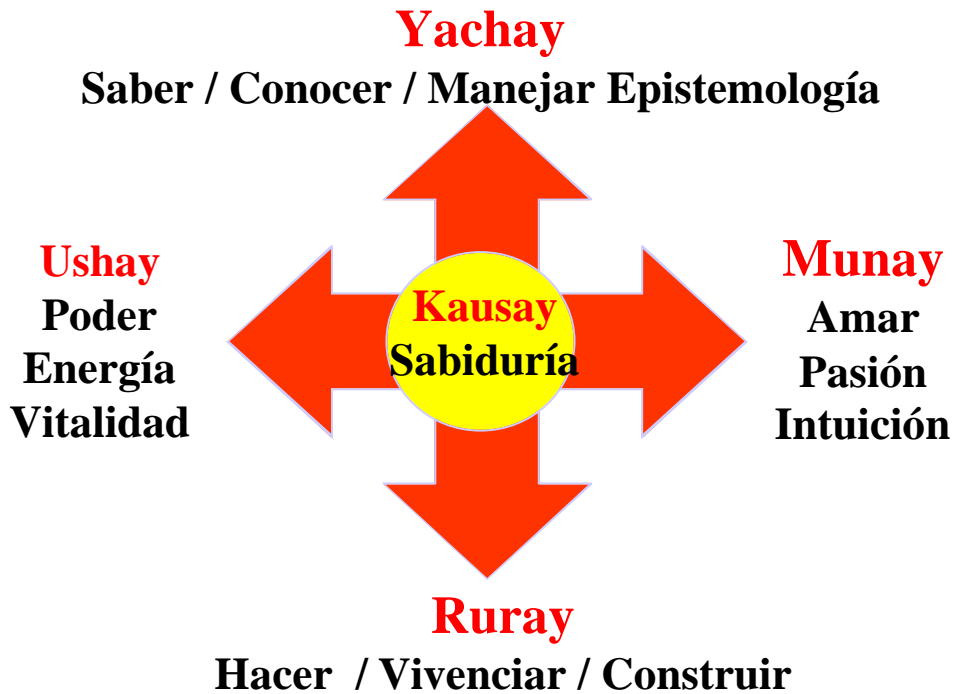 Yachay
Saber / Conocer / Manejar Epistemología
Ushay
Poder
Energía
Vitalidad
Kausay
Sabiduría
Munay
Amar
Pasión
Intuición
Ruray
Hacer / Vivenciar / Construir